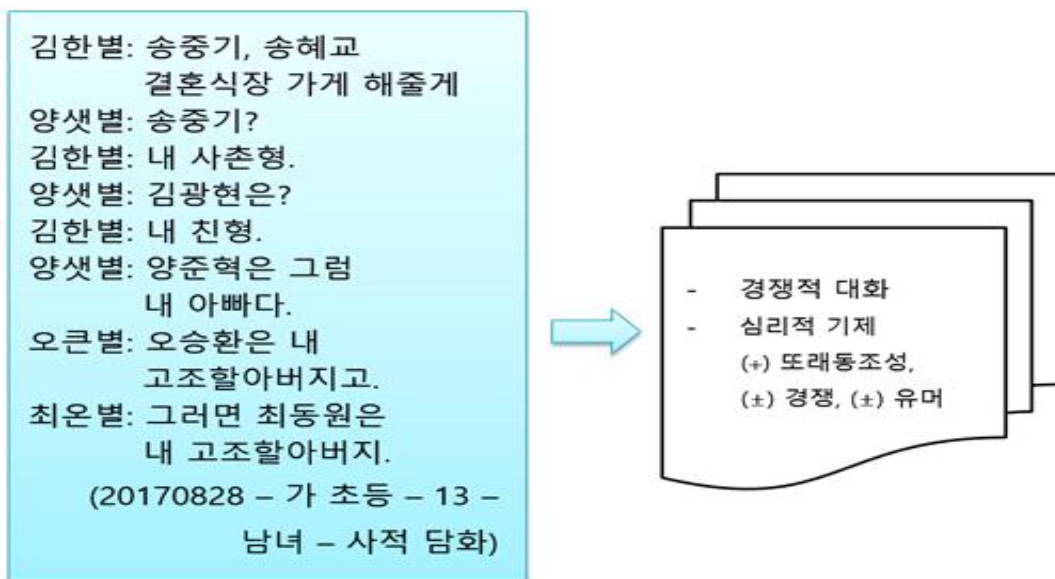 김한별: 송중기, 송혜교
결혼식장 가게 해줄게
양샛별: 송중기?
김한별: 내 사촌형.
양샛별: 김광현은?
김한별: 내 친형.
양샛별: 양준혁은 그럼
내 아빠다.
오큰별: 오승환은 내
고조할아버지고.
최온별: 그러면 최동원은
내 고조할아버지.
(20170828 – 가 초등 – 13 –
남녀 – 사적 담화)
- 경쟁적 대화
- 심리적 기제
(+) 또래동조성,
(±) 경쟁, (±) 유머